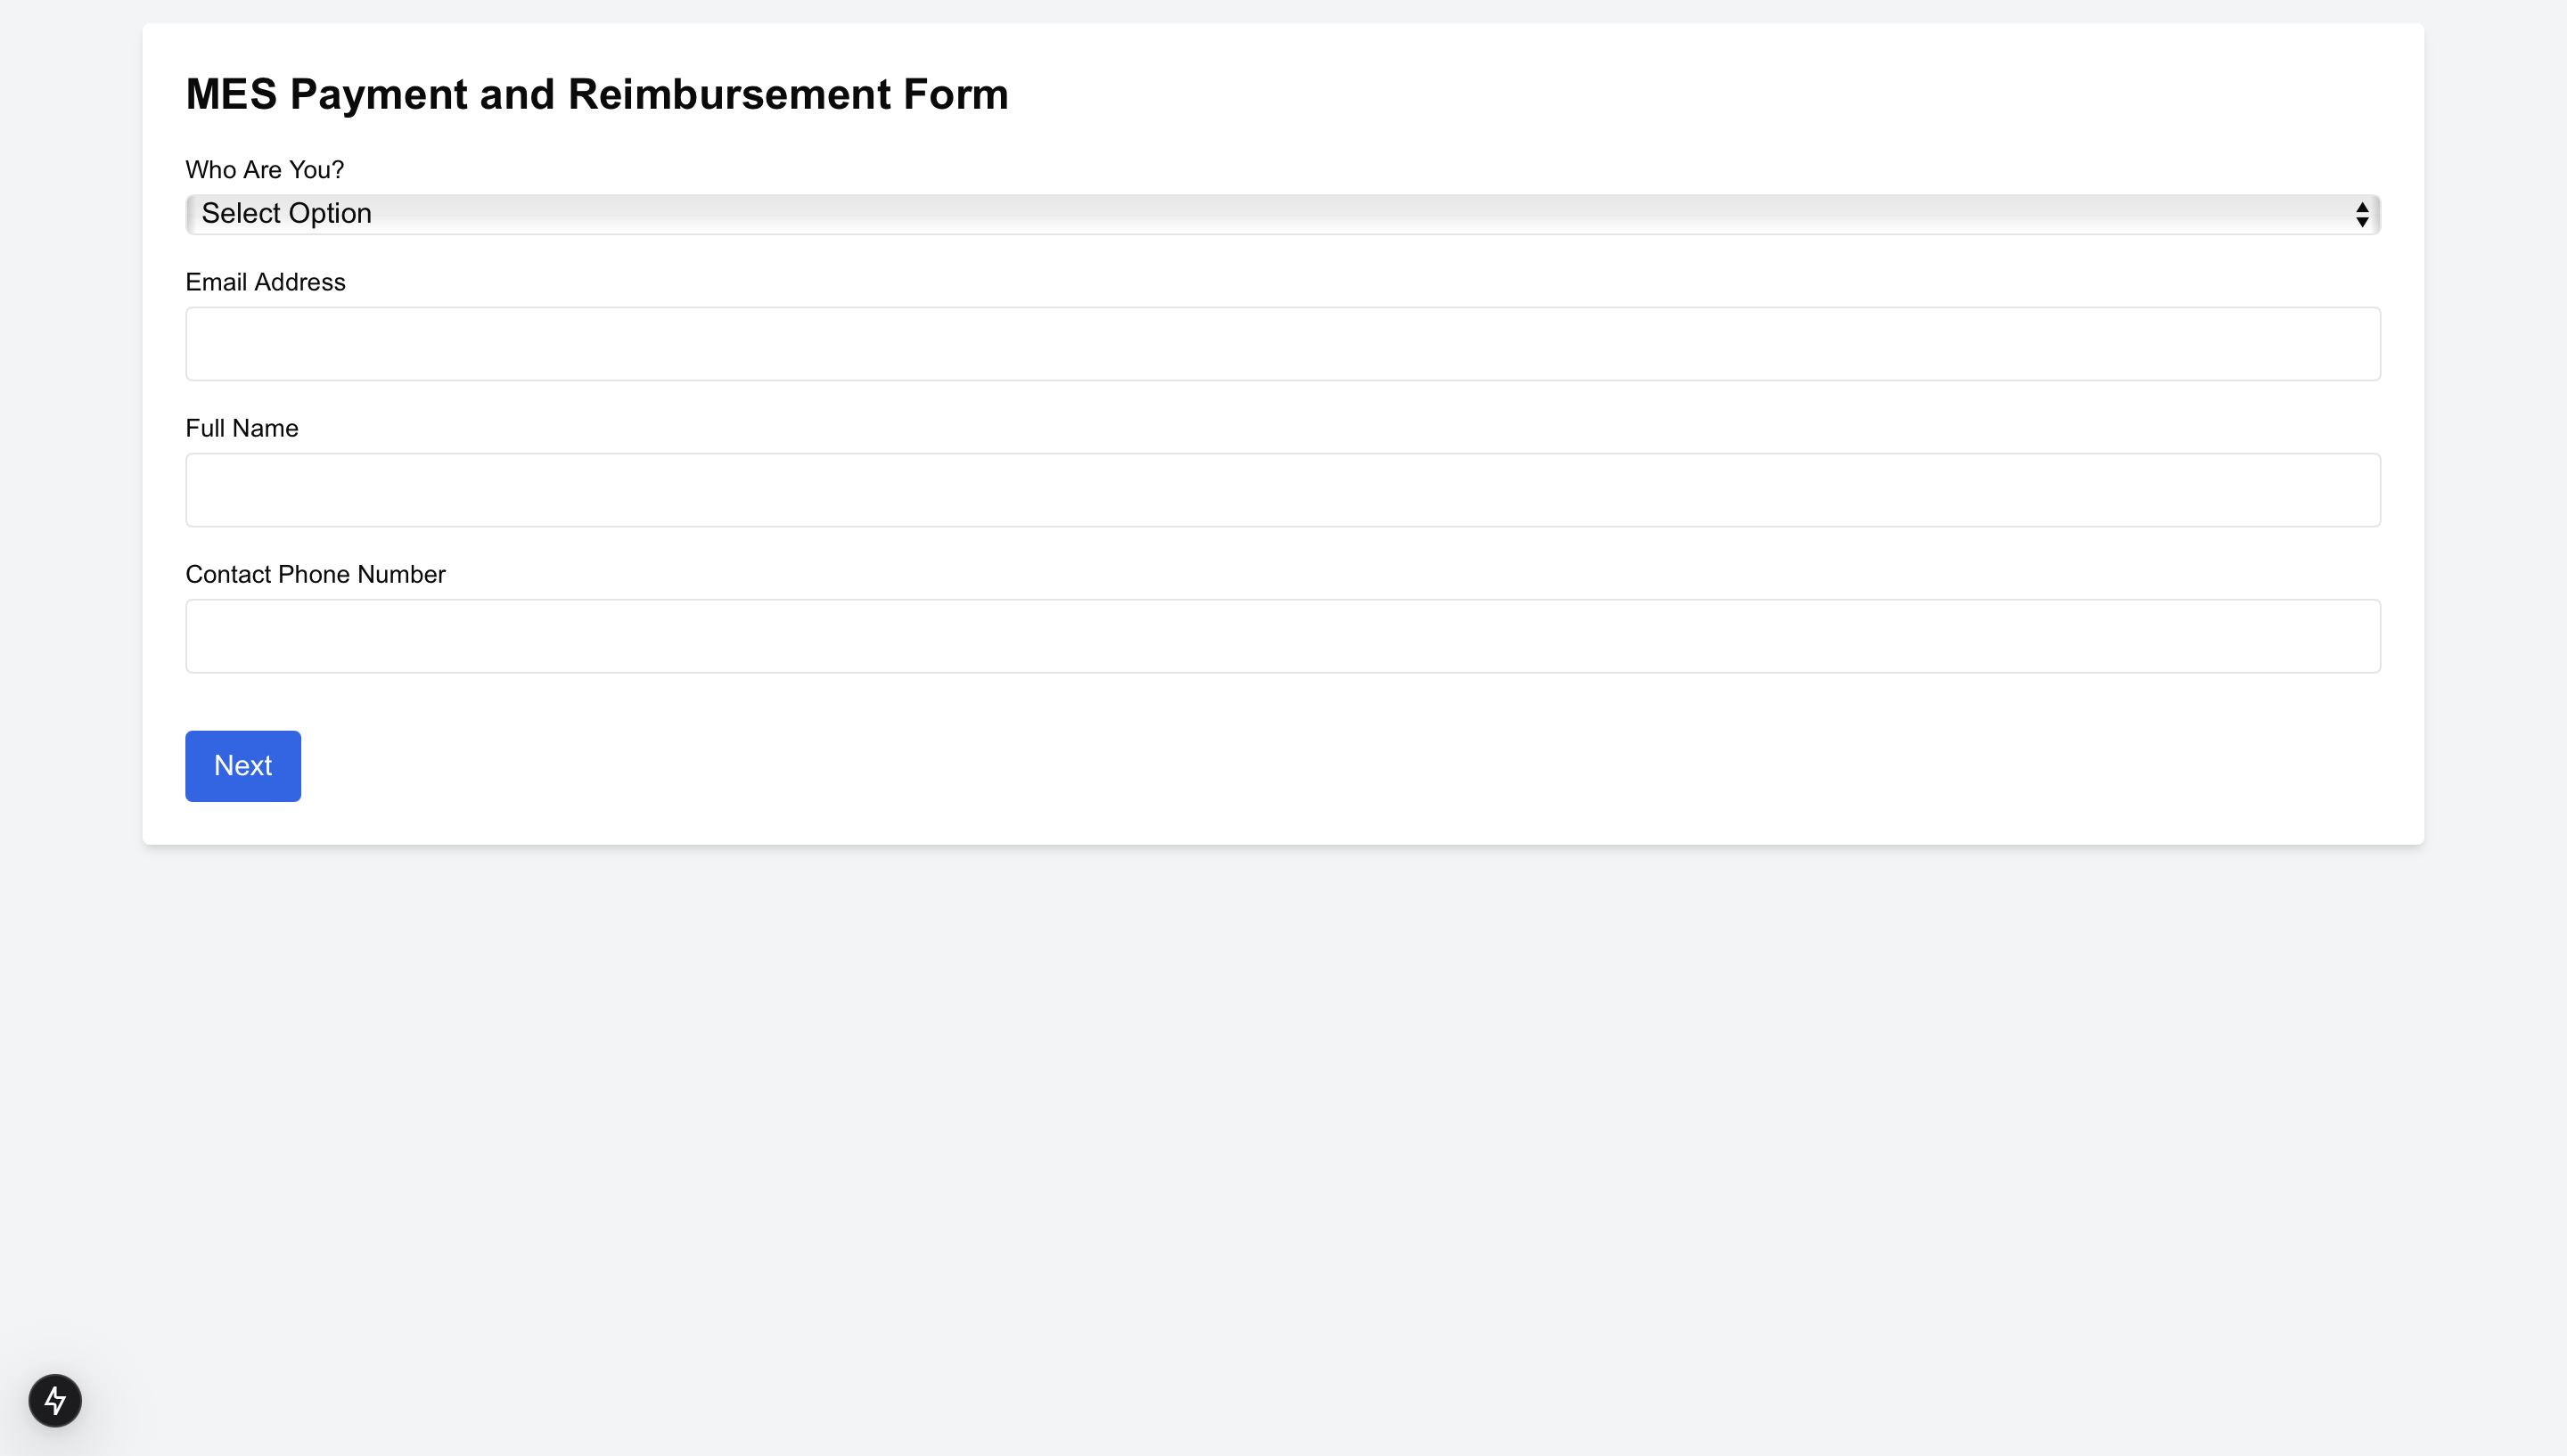 MES Payment and Reimbursement Form
Who Are You?
Select Option
Email Address
Full Name
Contact Phone Number
Next